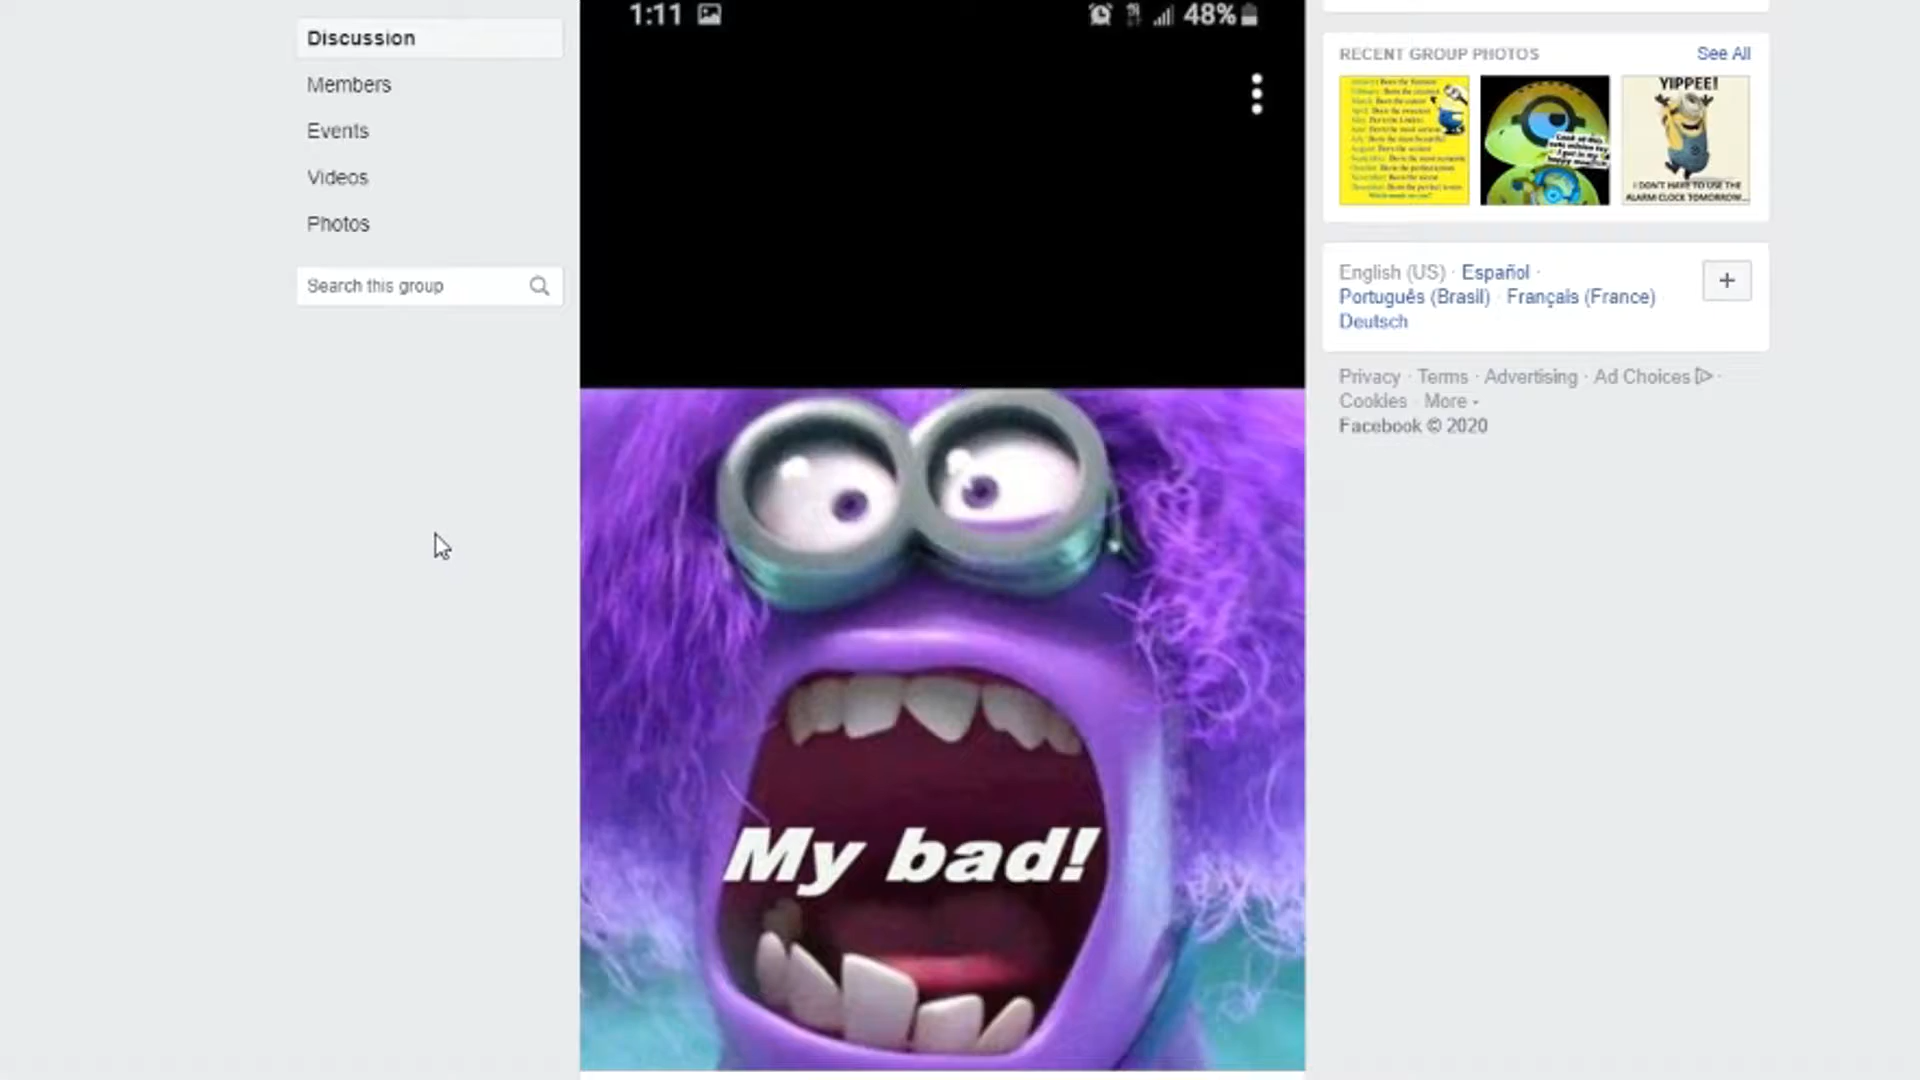 Discussion
Members
Events
Videos
Photos
Search this group
1:11
48%
My bad!
RECENT GROUP PHOTOS
See All
YIPPEE!
I DON'T HAVE TO USE THE
ALARM CLOCK TOMORROW...
English (US) · Español ·
Português (Brasil) · Français (France)
Deutsch
+
Privacy · Terms · Advertising · Ad Choices ·
Cookies · More
Facebook © 2020